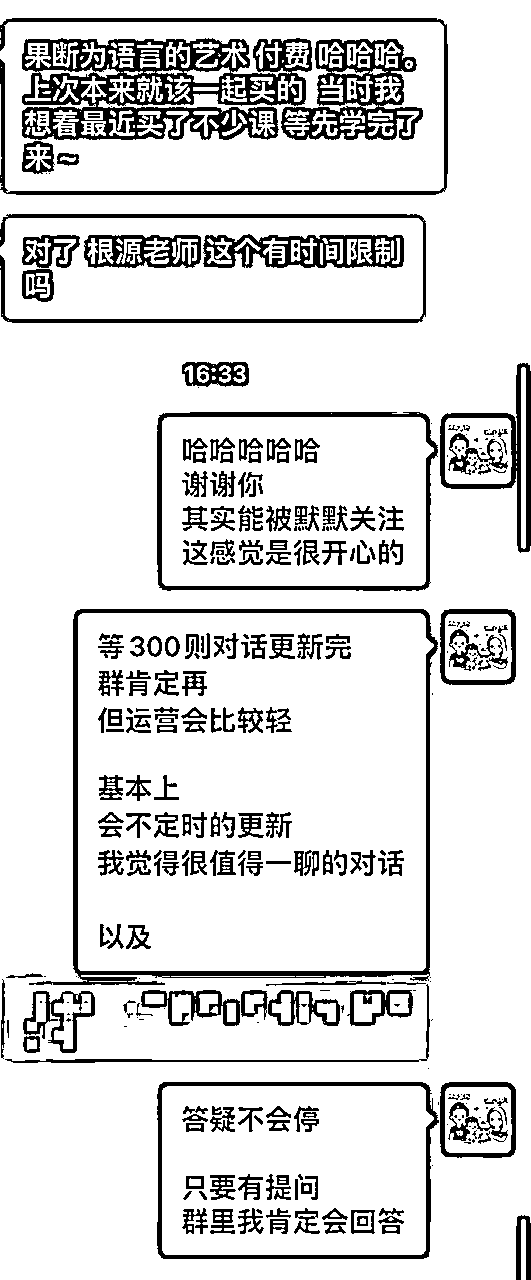 果断为语言的艺术 付费 哈哈哈。
上次本来就该一起买的 当时我
想着最近买了不少课 等先学完了
来～
对了 根源老师 这个有时间限制
吗
16:33
哈哈哈哈哈
谢谢你
其实能被默默关注
这感觉是很开心的
等300则对话更新完
群肯定再
但运营会比较轻
基本上
会不定时的更新
我觉得很值得一聊的对话
以及
答疑不会停
只要有提问
群里我肯定会回答